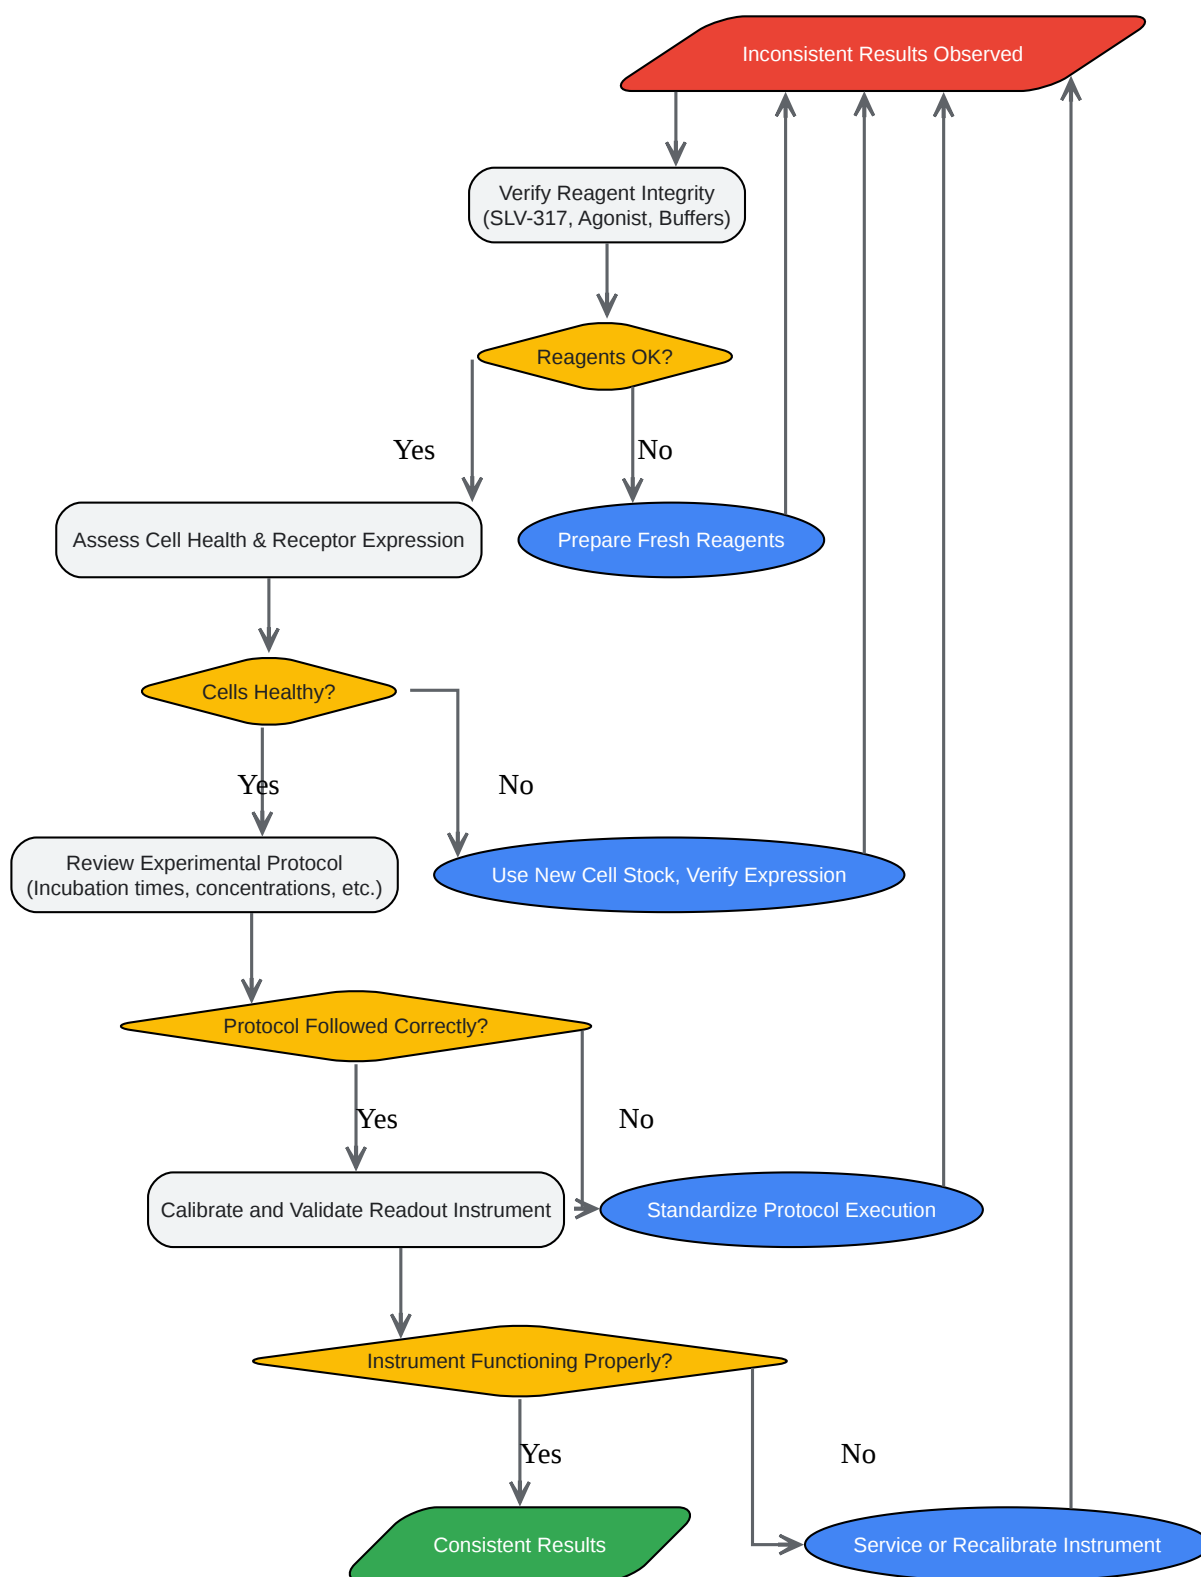 Inconsistent Results Observed
Verify Reagent Integrity
(SLV-317, Agonist, Buffers)
Reagents OK?
Yes
No
Assess Cell Health & Receptor Expression
Prepare Fresh Reagents
Cells Healthy?
Yes
No
Review Experimental Protocol
(Incubation times, concentrations, etc.)
Use New Cell Stock, Verify Expression
Protocol Followed Correctly?
Yes
No
Calibrate and Validate Readout Instrument
Standardize Protocol Execution
Instrument Functioning Properly?
Yes
No
Consistent Results
Service or Recalibrate Instrument